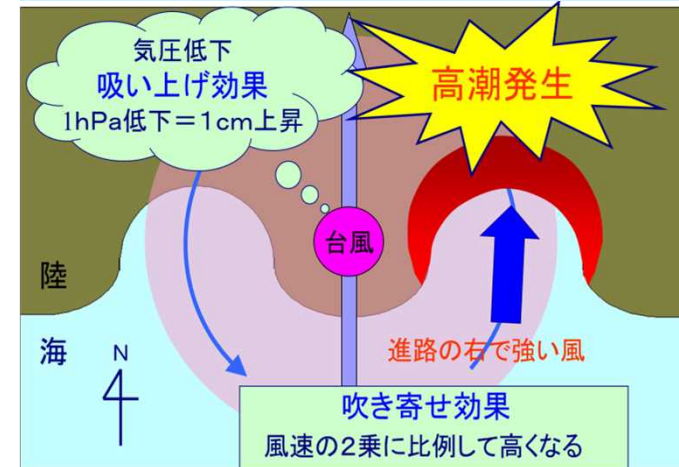 気圧低下
吸い上げ効果
1hPa低下＝1cm上昇
高潮発生
台風
陸
海
N
進路の右で強い風
吹き寄せ効果
風速の2乗に比例して高くなる